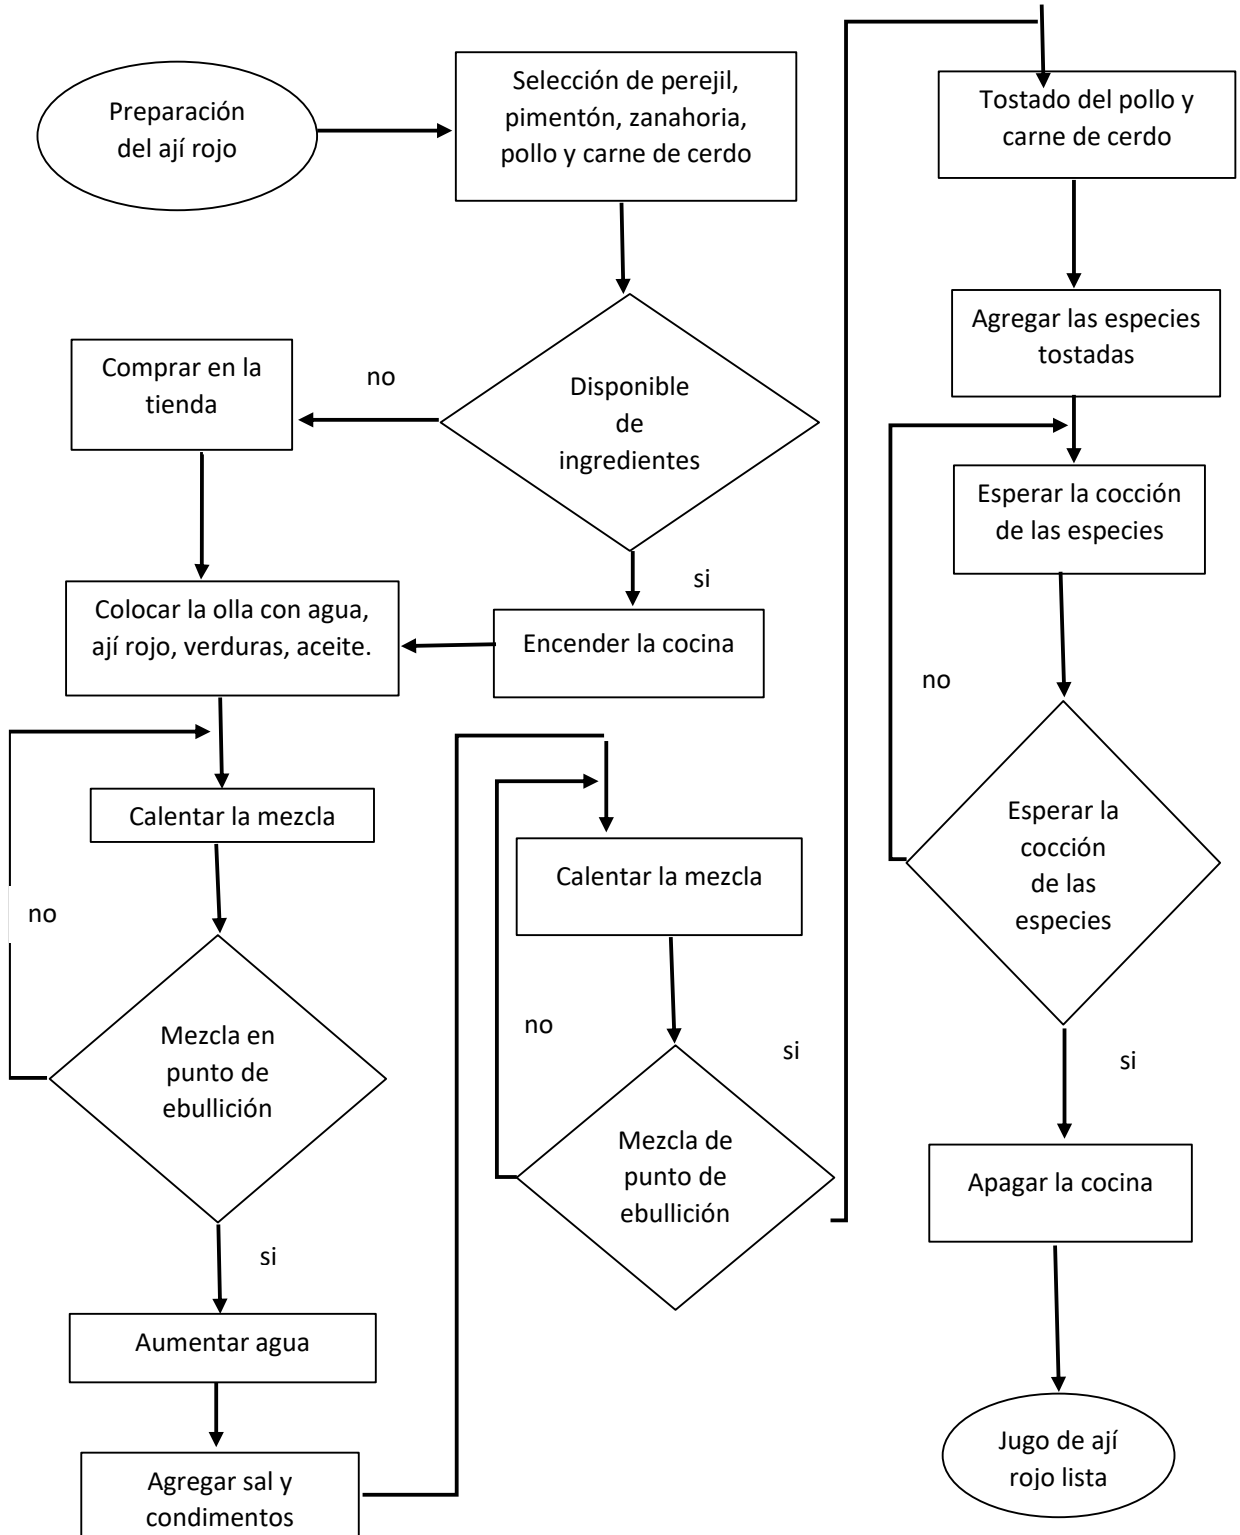 Preparación
del ají rojo
Selección de perejil,
pimentón, zanahoria,
pollo y carne de cerdo
Disponible
de
ingredientes
no
Comprar en la
tienda
si
Encender la cocina
Colocar la olla con agua,
ají rojo, verduras, aceite.
Calentar la mezcla
no
Mezcla en
punto de
ebullición
si
Aumentar agua
Agregar sal y
condimentos
Calentar la mezcla
no
Mezcla de
punto de
ebullición
si
Tostado del pollo y
carne de cerdo
Agregar las especies
tostadas
Esperar la cocción
de las especies
no
Esperar la
cocción
de las
especies
si
Apagar la cocina
Jugo de ají
rojo lista